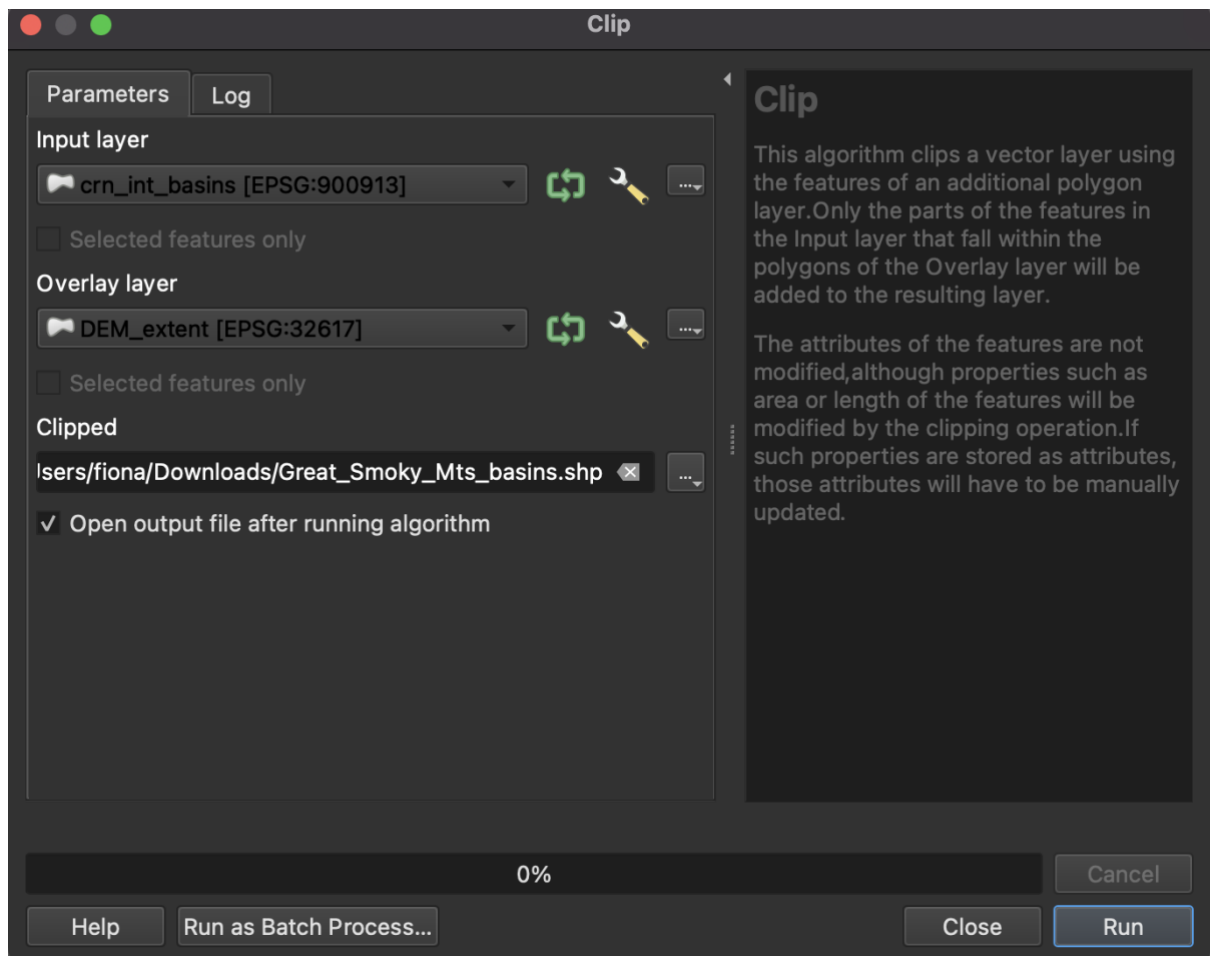 Clip
Parameters
Log
Input layer
crn_int_basins [EPSG:900913]
...
Selected features only
Overlay layer
DEM_extent [EPSG:32617]
...
Selected features only
Clipped
Jsers/fiona/Downloads/Great_Smoky_Mts_basins.shp
...
Open output file after running algorithm
Clip
This algorithm clips a vector layer using
the features of an additional polygon
layer.Only the parts of the features in
the Input layer that fall within the
polygons of the Overlay layer will be
added to the resulting layer.
The attributes of the features are not
modified,although properties such as
area or length of the features will be
modified by the clipping operation.If
such properties are stored as attributes,
those attributes will have to be manually
updated.
0%
Cancel
Help
Run as Batch Process...
Close
Run